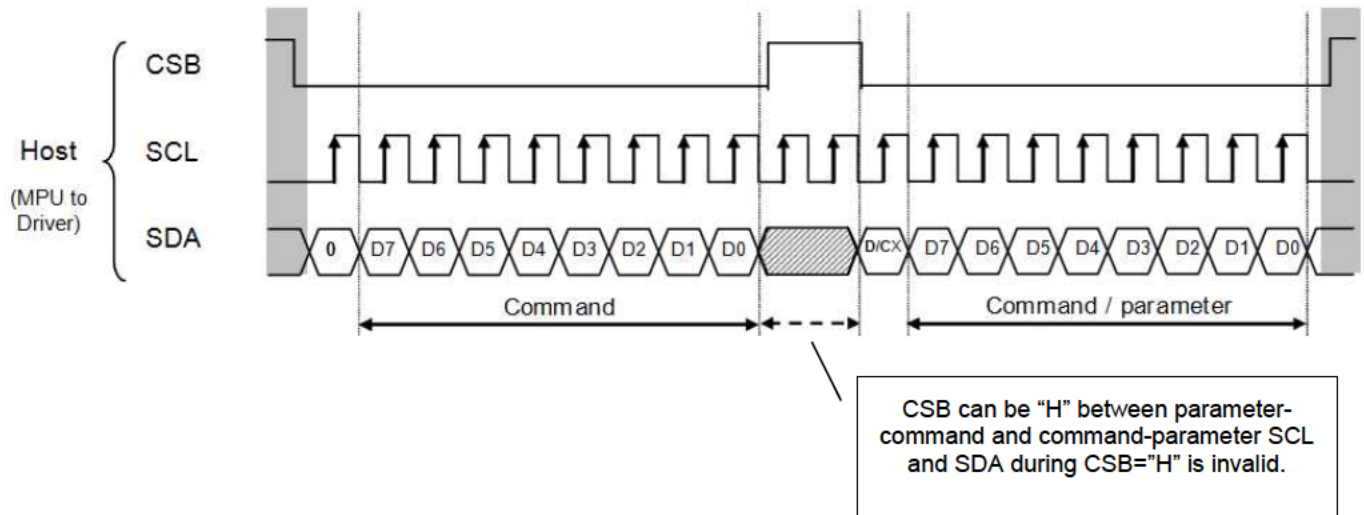 CSB
Host
(MPU to
Driver)
SCL
SDA
0 D7 D6 D5 D4 D3 D2 D1 D0 D/CX D7 D6 D5 D4 D3 D2 D1 D0
Command
Command / parameter
CSB can be “H” between parameter-
command and command-parameter SCL
and SDA during CSB=”H” is invalid.